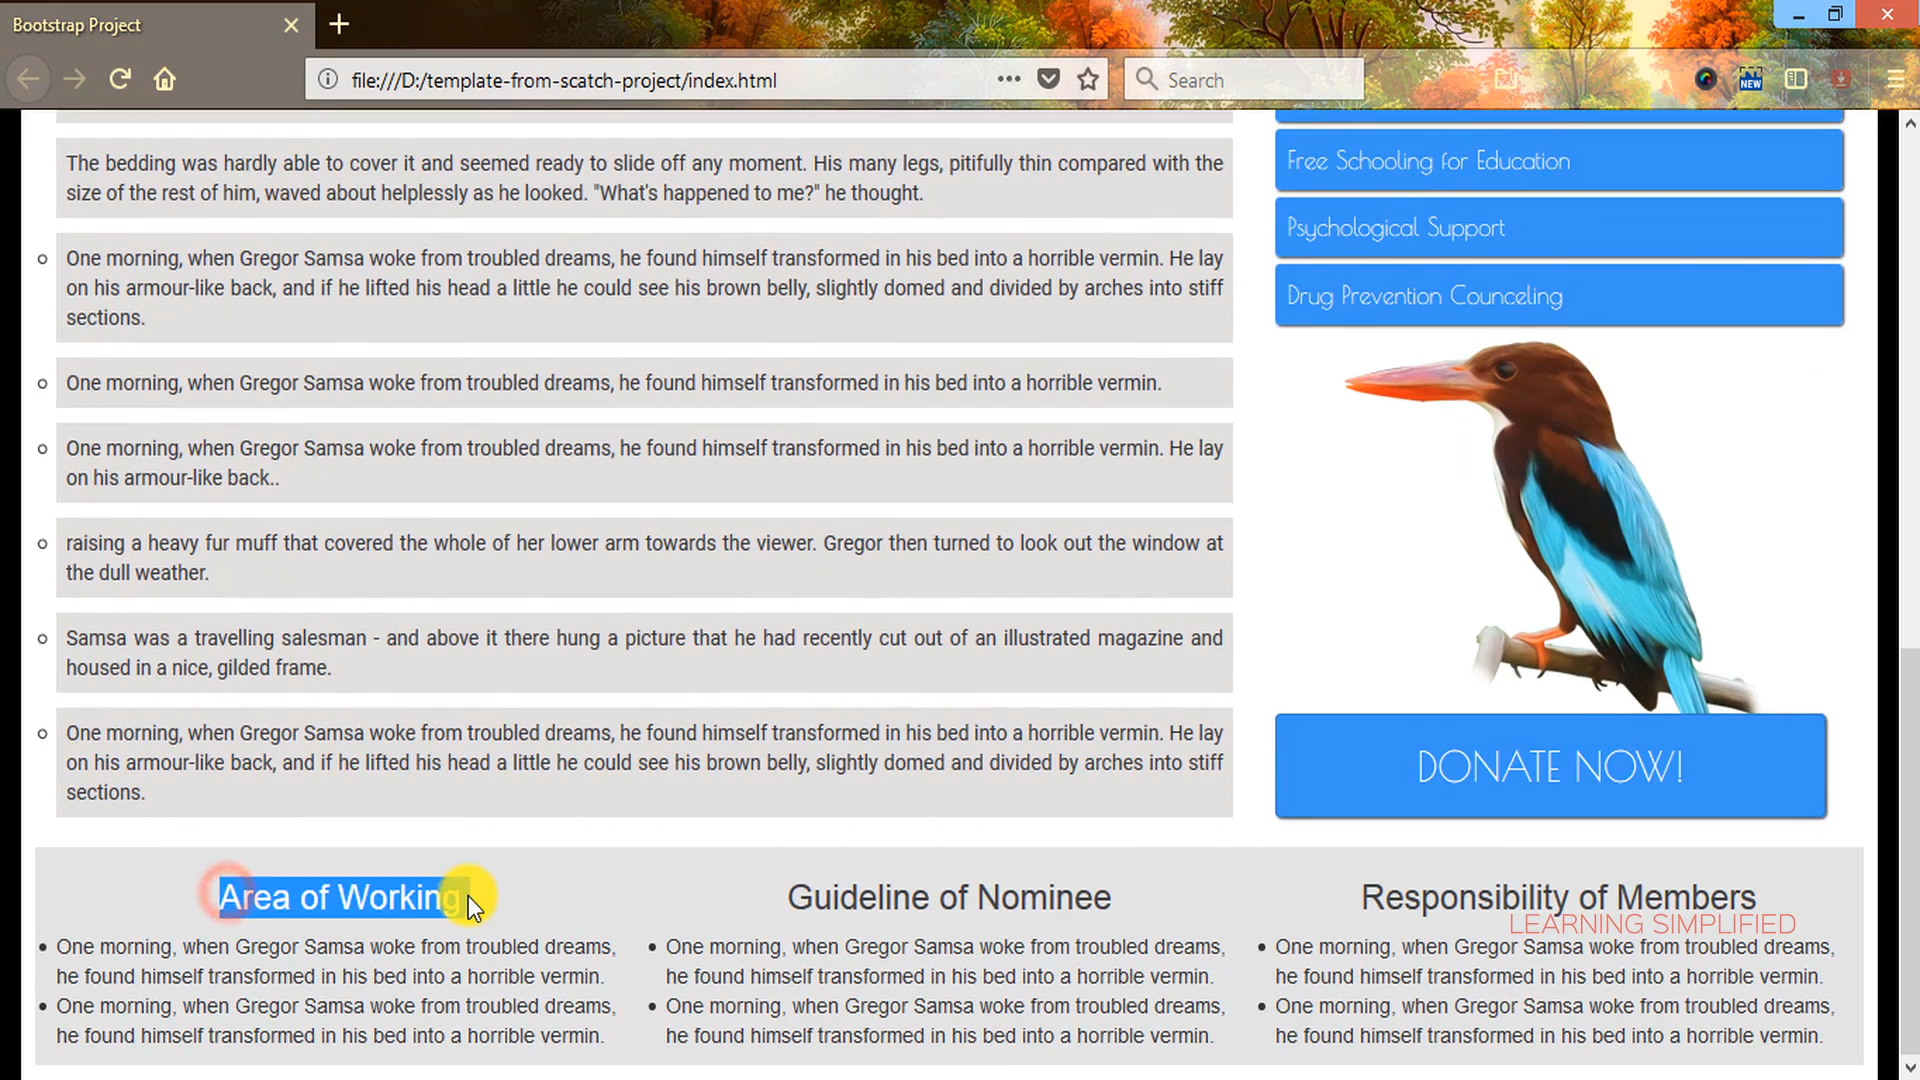 Bootstrap Project
file:///D:/template-from-scatch-project/index.html
Search
NEW
The bedding was hardly able to cover it and seemed ready to slide off any moment. His many legs, pitifully thin compared with the
size of the rest of him, waved about helplessly as he looked. "What's happened to me?" he thought.
One morning, when Gregor Samsa woke from troubled dreams, he found himself transformed in his bed into a horrible vermin. He lay
on his armour-like back, and if he lifted his head a little he could see his brown belly, slightly domed and divided by arches into stiff
sections.
One morning, when Gregor Samsa woke from troubled dreams, he found himself transformed in his bed into a horrible vermin.
One morning, when Gregor Samsa woke from troubled dreams, he found himself transformed in his bed into a horrible vermin. He lay
on his armour-like back..
raising a heavy fur muff that covered the whole of her lower arm towards the viewer. Gregor then turned to look out the window at
the dull weather.
Samsa was a travelling salesman - and above it there hung a picture that he had recently cut out of an illustrated magazine and
housed in a nice, gilded frame.
One morning, when Gregor Samsa woke from troubled dreams, he found himself transformed in his bed into a horrible vermin. He lay
on his armour-like back, and if he lifted his head a little he could see his brown belly, slightly domed and divided by arches into stiff
sections.
Free Schooling for Education
Psychological Support
Drug Prevention Counceling
DONATE NOW!
Area of Working
One morning, when Gregor Samsa woke from troubled dreams,
he found himself transformed in his bed into a horrible vermin.
One morning, when Gregor Samsa woke from troubled dreams,
he found himself transformed in his bed into a horrible vermin.
Guideline of Nominee
One morning, when Gregor Samsa woke from troubled dreams,
he found himself transformed in his bed into a horrible vermin.
One morning, when Gregor Samsa woke from troubled dreams,
he found himself transformed in his bed into a horrible vermin.
Responsibility of Members
LEARNING SIMPLIFIED
One morning, when Gregor Samsa woke from troubled dreams,
he found himself transformed in his bed into a horrible vermin.
One morning, when Gregor Samsa woke from troubled dreams,
he found himself transformed in his bed into a horrible vermin.